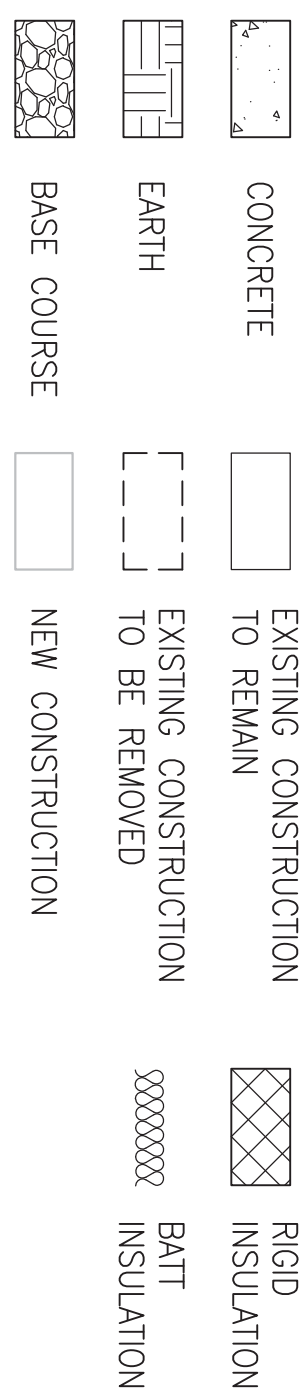 CONCRETE
EARTH
BASE COURSE
EXISTING CONSTRUCTION
TO REMAIN
EXISTING CONSTRUCTION
TO BE REMOVED
NEW CONSTRUCTION
RIGID
INSULATION
BATT
INSULATION